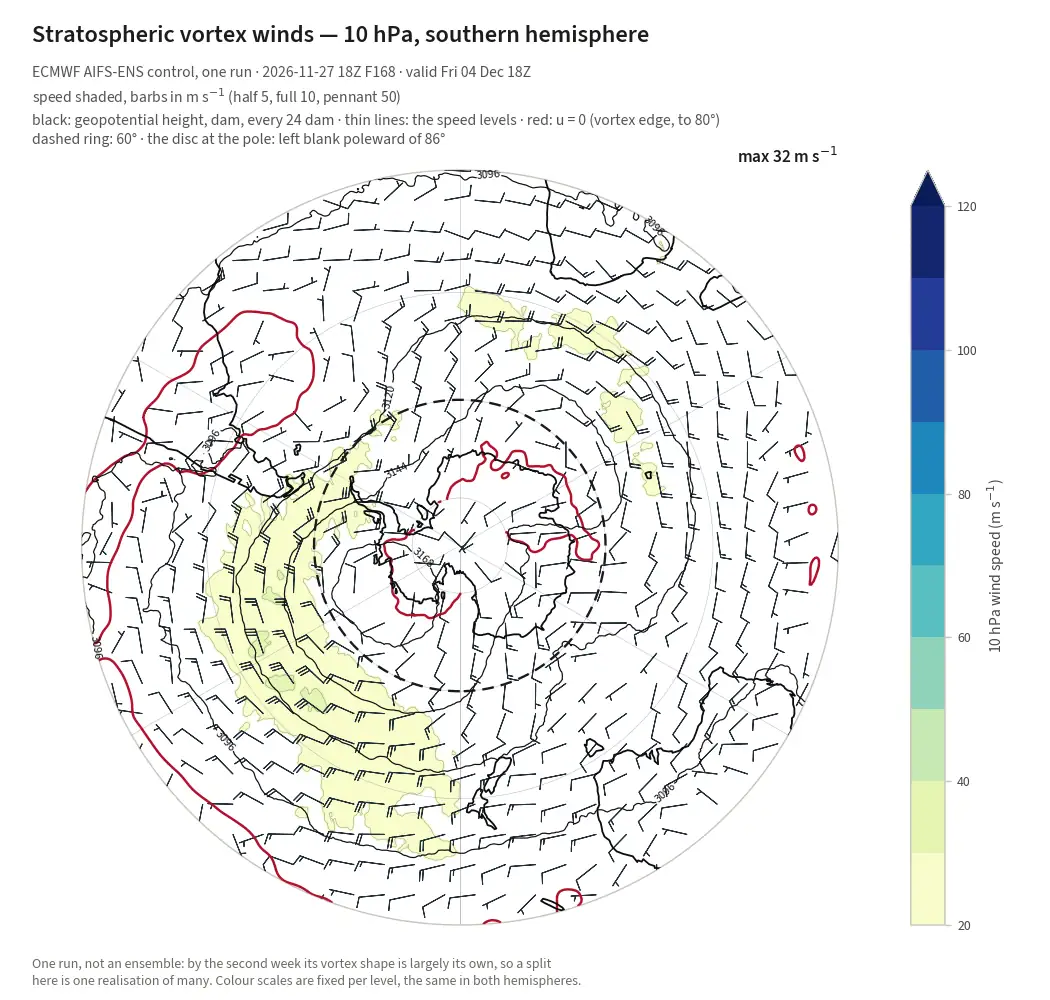 Stratospheric vortex winds — 10 hPa, southern hemisphere
ECMWF AIFS-ENS control, one run · 2026-11-27 18Z F168 · valid Fri 04 Dec 18Z
speed shaded, barbs in m s⁻¹ (half 5, full 10, pennant 50)
black: geopotential height, dam, every 24 dam · thin lines: the speed levels · red: u = 0 (vortex edge, to 80°)
dashed ring: 60° · the disc at the pole: left blank poleward of 86°
max 32 m s⁻¹
3096
3096
3120
3096
3144
3168
3096
3096
3096
120
100
80
60
40
20
10 hPa wind speed (m s⁻¹)
One run, not an ensemble: by the second week its vortex shape is largely its own, so a split
here is one realisation of many. Colour scales are fixed per level, the same in both hemispheres.